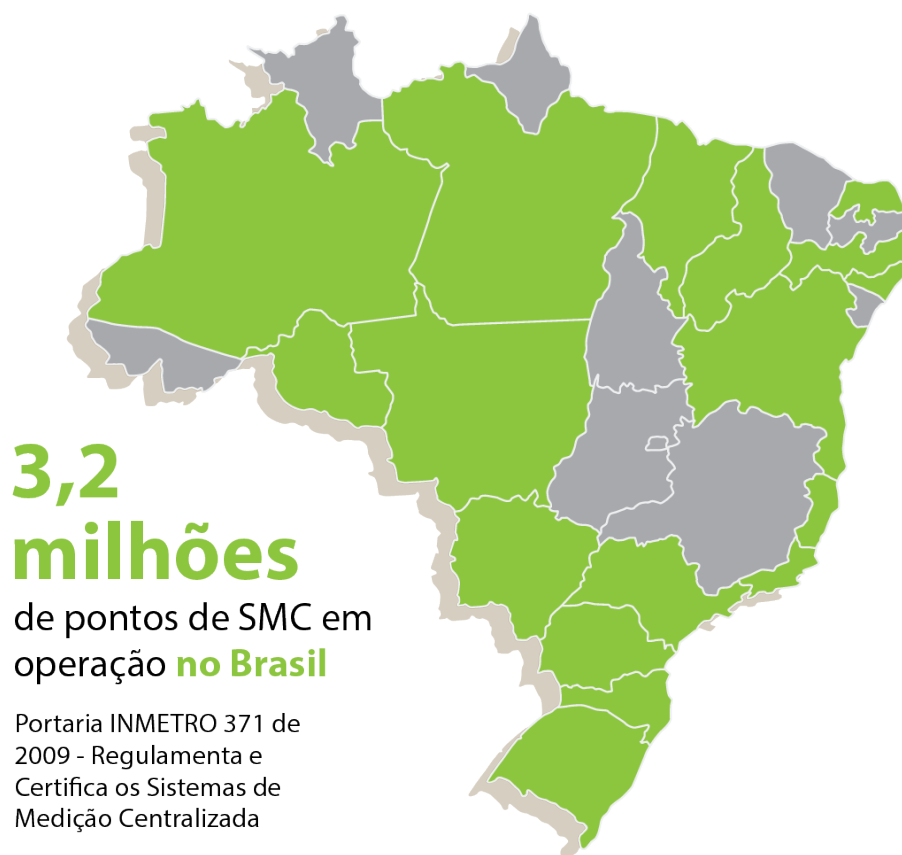 3,2
milhões
de pontos de SMC em
operação no Brasil
Portaria INMETRO 371 de
2009 - Regulamenta e
Certifica os Sistemas de
Medição Centralizada